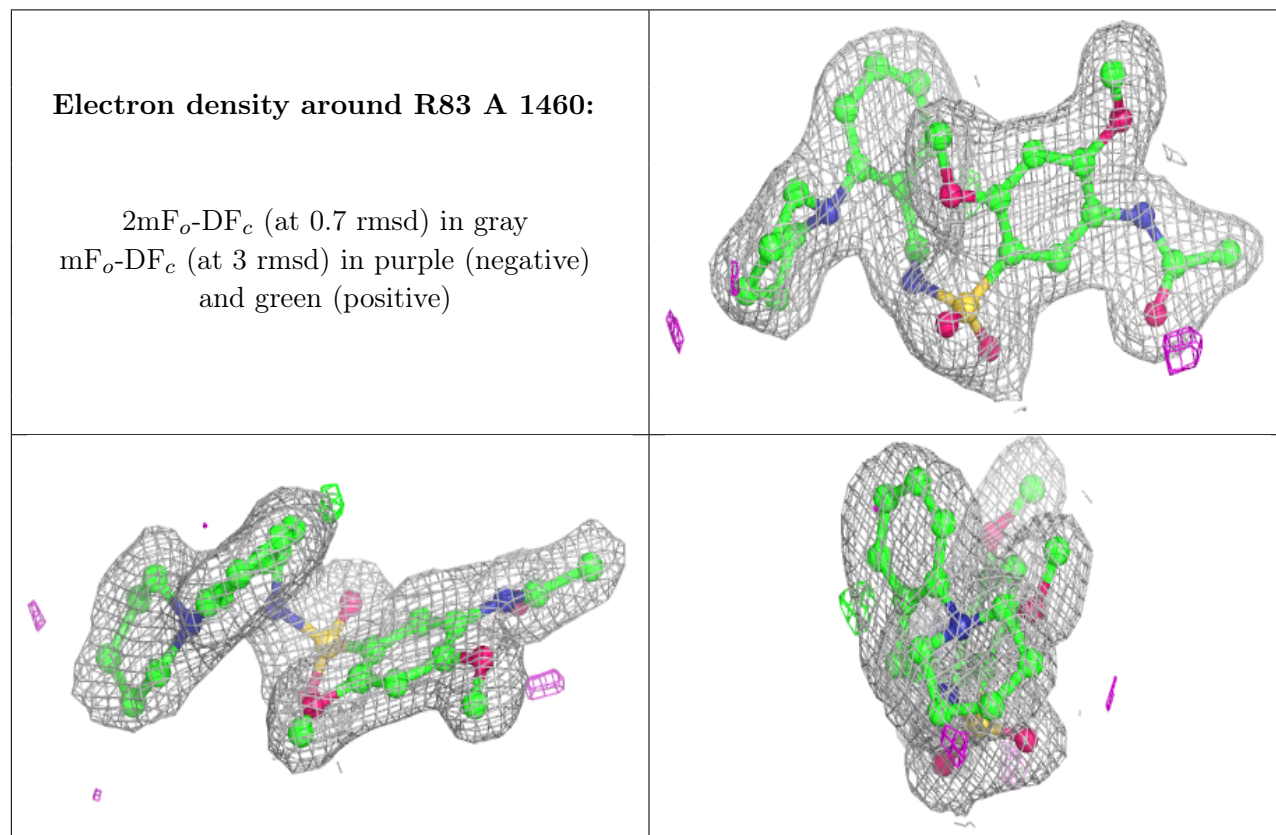 Electron density around R83 A 1460:
2mFₒ-DF𝒸 (at 0.7 rmsd) in gray
mFₒ-DF𝒸 (at 3 rmsd) in purple (negative)
and green (positive)